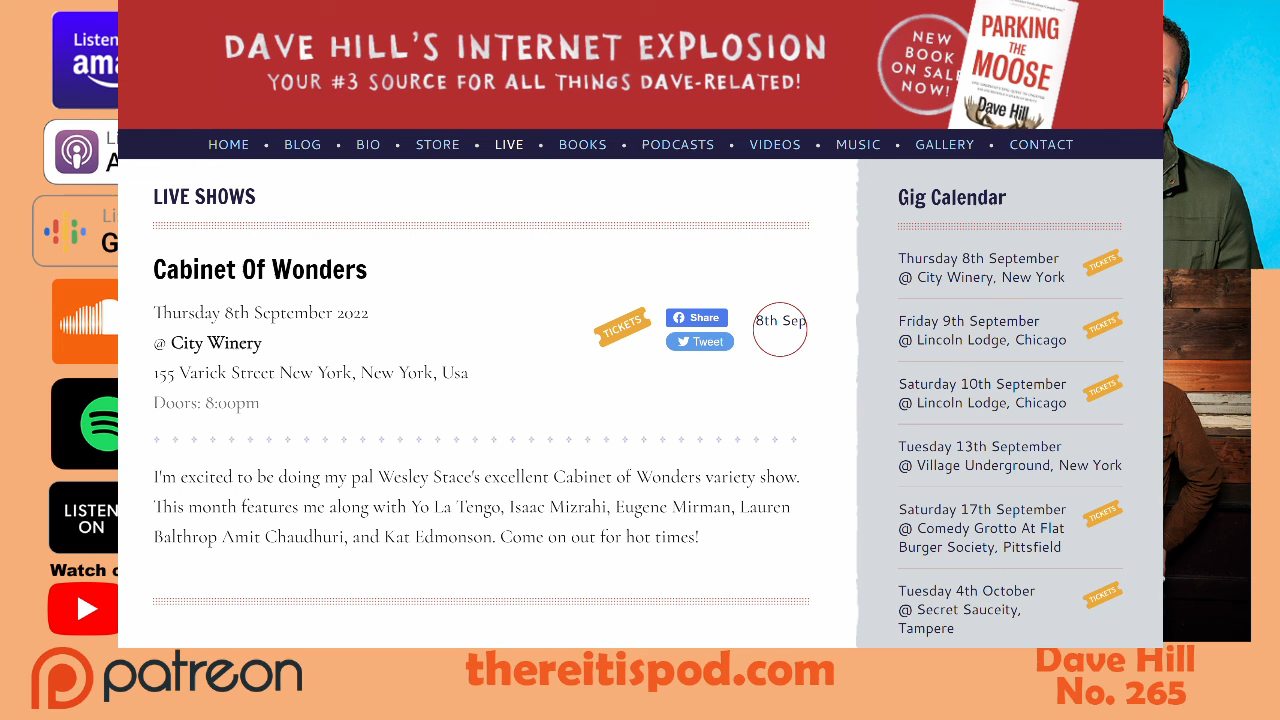 Listen
ama
Li
A
Li
G
LISTEN
ON
Watch o
DAVE HILL'S INTERNET EXPLOSION
YOUR #3 SOURCE FOR ALL THINGS DAVE-RELATED!
NEW
BOOK
ON SALE
NOW!
PARKING
THE
MOOSE
Dave Hill
HOME • BLOG • BIO • STORE • LIVE • BOOKS • PODCASTS • VIDEOS • MUSIC • GALLERY • CONTACT
LIVE SHOWS
Cabinet Of Wonders
Thursday 8th September 2022
@ City Winery
155 Varick Street New York, New York, Usa
Doors: 8:00pm
TICKETS
Share
Tweet
8th Sep
I'm excited to be doing my pal Wesley Stace's excellent Cabinet of Wonders variety show.
This month features me along with Yo La Tengo, Isaac Mizrahi, Eugene Mirman, Lauren
Balthrop Amit Chaudhuri, and Kat Edmonson. Come on out for hot times!
Gig Calendar
Thursday 8th September
@ City Winery, New York
TICKETS
Friday 9th September
@ Lincoln Lodge, Chicago
TICKETS
Saturday 10th September
@ Lincoln Lodge, Chicago
TICKETS
Tuesday 13th September
@ Village Underground, New York
Saturday 17th September
@ Comedy Grotto At Flat
Burger Society, Pittsfield
TICKETS
Tuesday 4th October
@ Secret Sauceity,
Tampere
TICKETS
patreon
thereitispod.com
Dave Hill
No. 265